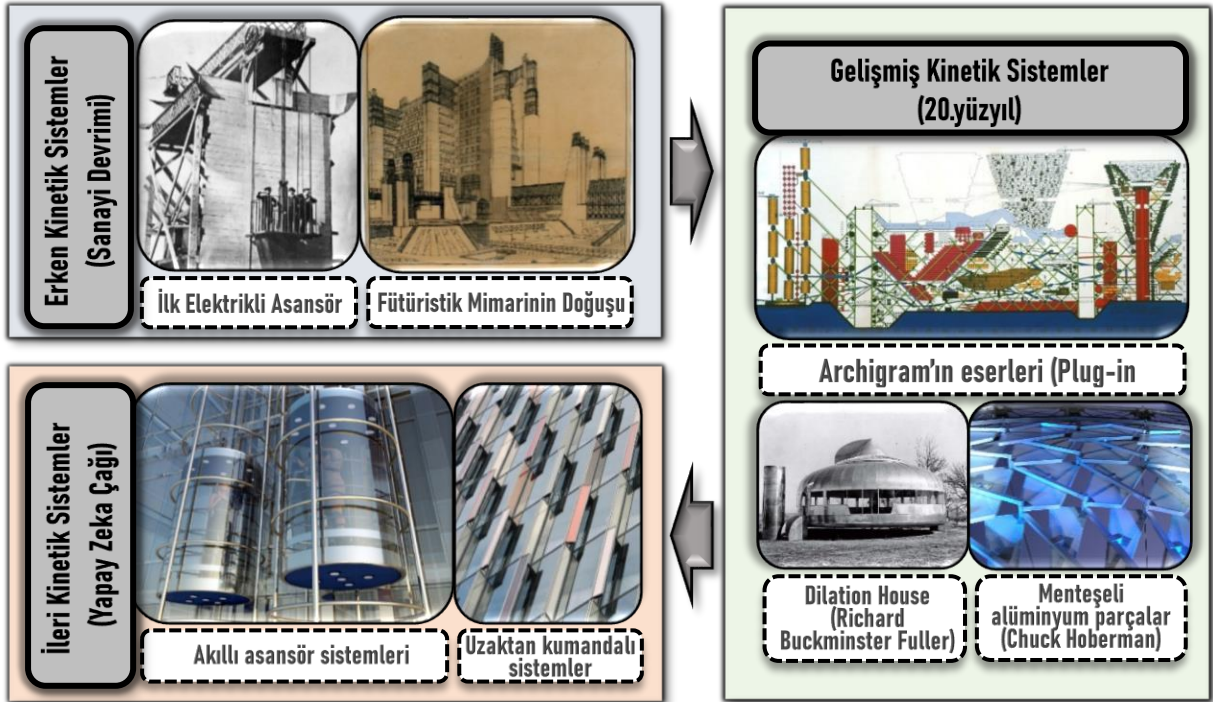 Erken Kinetik Sistemler
(Sanayi Devrimi)
İlk Elektrikli Asansör
Fütüristik Mimarinin Doğuşu
Gelişmiş Kinetik Sistemler
(20.yüzyıl)
Archigram'ın eserleri (Plug-in
Dilation House
(Richard
Buckminster Fuller)
Menteşeli
alüminyum parçalar
(Chuck Hoberman)
İleri Kinetik Sistemler
(Yapay Zeka Çağı)
Akıllı asansör sistemleri
Uzaktan kumandalı
sistemler